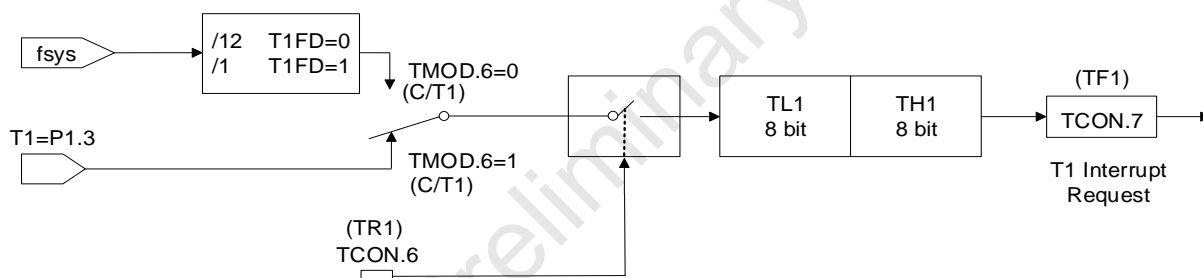 fsys
/12 T1FD=0
/1 T1FD=1
TMOD.6=0
(C/T1)
T1=P1.3
TMOD.6=1
(C/T1)
(TR1)
TCON.6
TL1
8 bit
TH1
8 bit
(TF1)
TCON.7
T1 Interrupt
Request
Preliminary